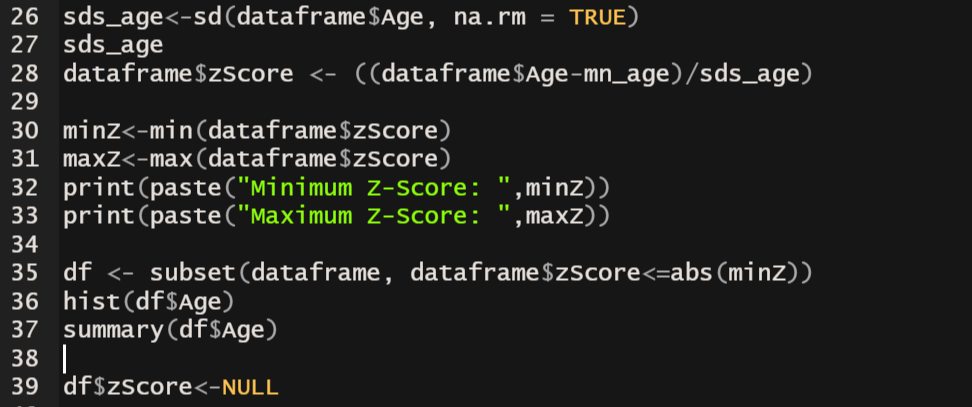 26 sds_age<-sd(dataframe$Age, na.rm = TRUE)
27 sds_age
28 dataframe$zScore <- ((dataframe$Age-mn_age)/sds_age)
29
30 minZ<-min(dataframe$zScore)
31 maxZ<-max(dataframe$zScore)
32 print(paste("Minimum Z-Score: ",minZ))
33 print(paste("Maximum Z-Score: ",maxZ))
34
35 df <- subset(dataframe, dataframe$zScore<=abs(minZ))
36 hist(df$Age)
37 summary(df$Age)
38
39 df$zScore<-NULL